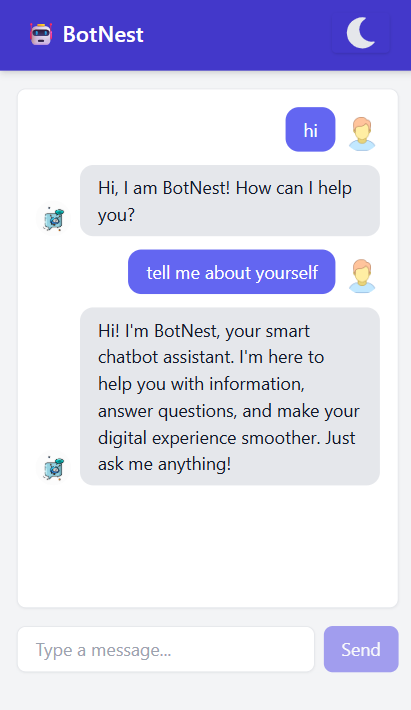 BotNest
hi
Hi, I am BotNest! How can I help
you?
tell me about yourself
Hi! I'm BotNest, your smart
chatbot assistant. I'm here to
help you with information,
answer questions, and make your
digital experience smoother. Just
ask me anything!
Type a message...
Send